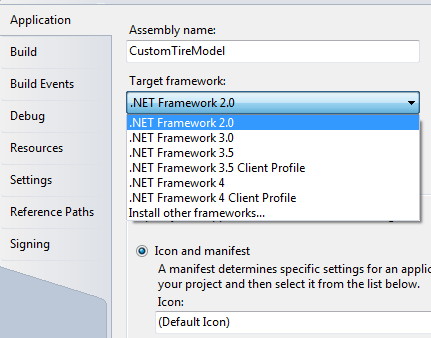 Application
Build
Build Events
Debug
Resources
Settings
Reference Paths
Signing
Assembly name:
CustomTireModel
Target framework:
.NET Framework 2.0
.NET Framework 2.0
.NET Framework 3.0
.NET Framework 3.5
.NET Framework 3.5 Client Profile
.NET Framework 4
.NET Framework 4 Client Profile
Install other frameworks...
Icon and manifest
A manifest determines specific settings for an applic
your project and then select it from the list below.
Icon:
(Default Icon)